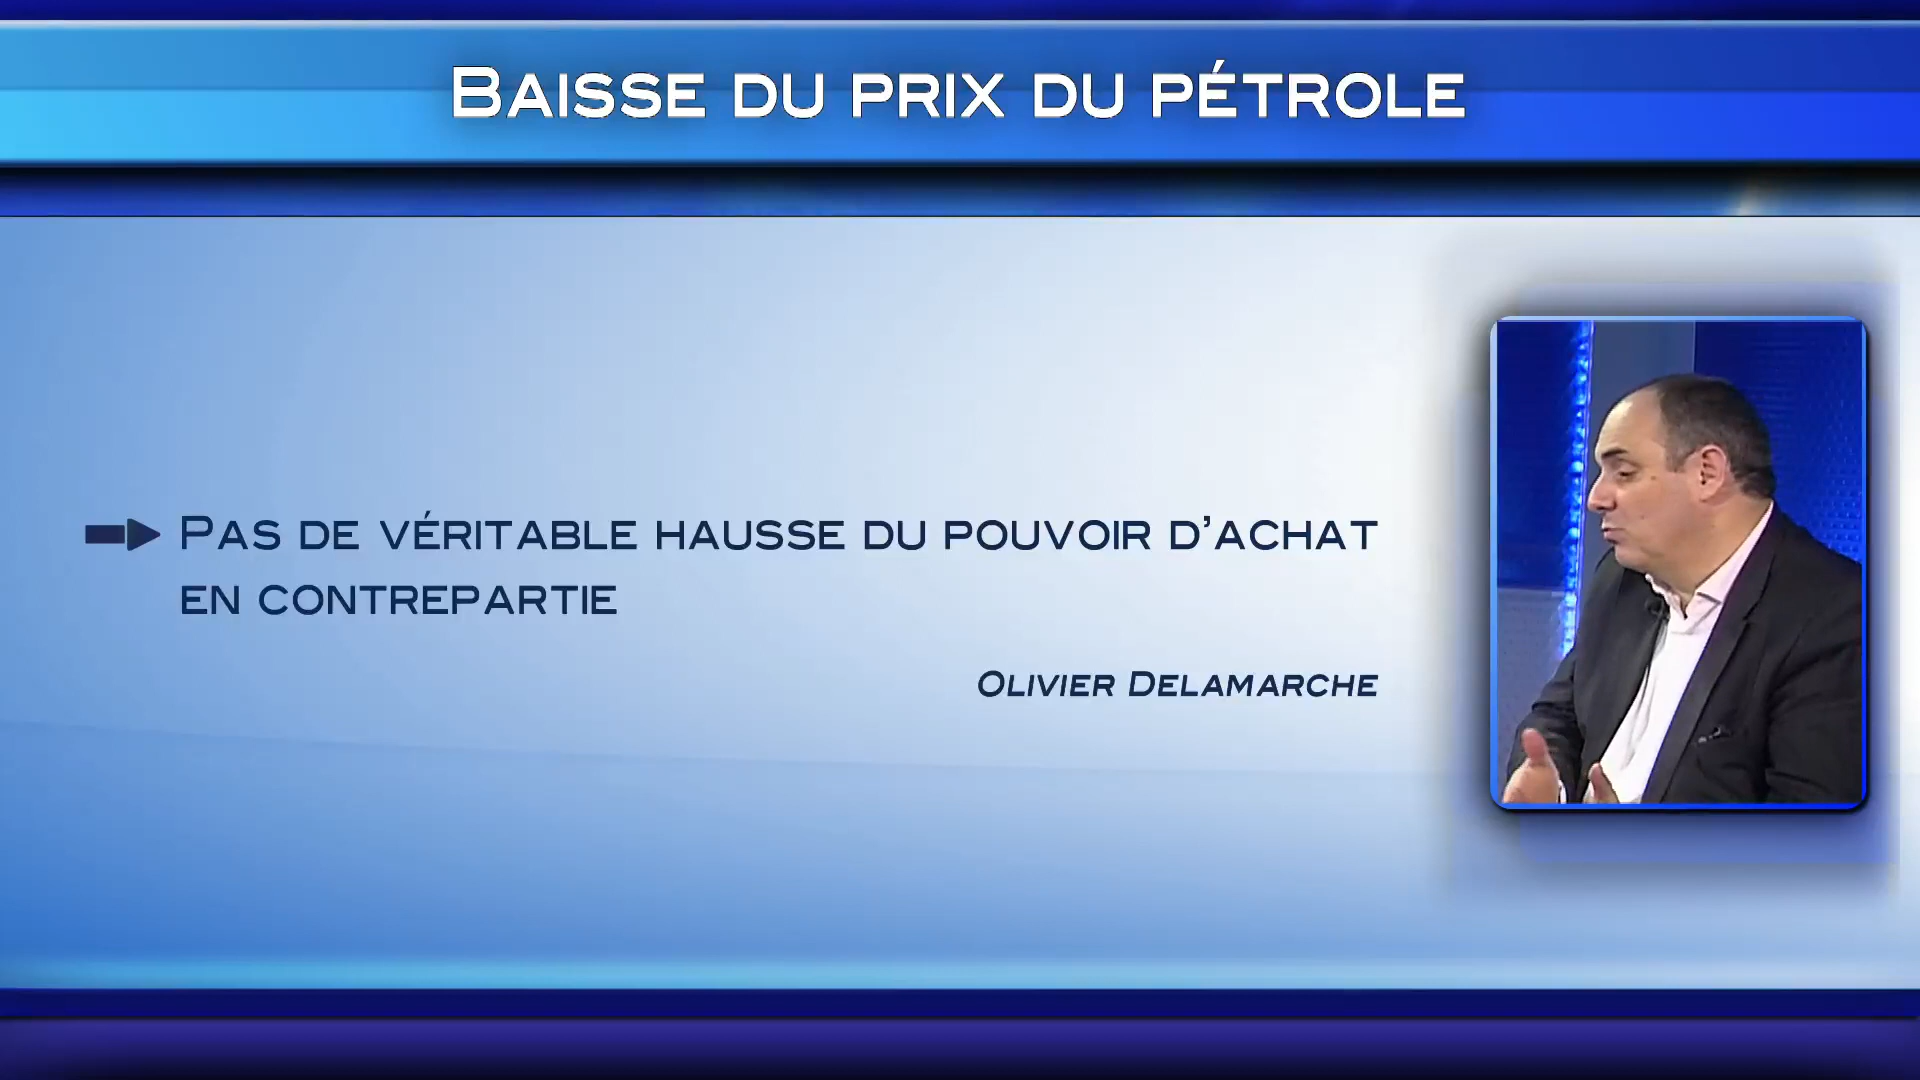 BAISSE DU PRIX DU PÉTROLE
PAS DE VÉRITABLE HAUSSE DU POUVOIR D'ACHAT
EN CONTREPARTIE
OLIVIER DELAMARCHE